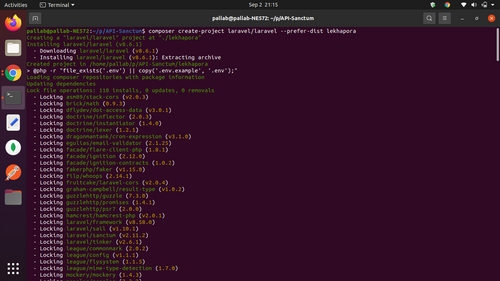 Activities Terminal Sep 2 21:15
pallab@pallab-NE572: ~/p/API-Sanctum
pallab@pallab-NE572:~/p/API-Sanctum$ composer create-project laravel/laravel --prefer-dist lekhapora
Creating a "laravel/laravel" project at "./lekhapora"
Installing laravel/laravel (v8.6.1)
- Downloading laravel/laravel (v8.6.1)
- Installing laravel/laravel (v8.6.1): Extracting archive
Created project in /home/pallab/p/API-Sanctum/lekhapora
> @php -r "file_exists('.env') || copy('.env.example', '.env');"
Loading composer repositories with package information
Updating dependencies
Lock file operations: 110 installs, 0 updates, 0 removals
- Locking asm89/stack-cors (v2.0.3)
- Locking brick/math (0.9.3)
- Locking dflydev/dot-access-data (v3.0.1)
- Locking doctrine/inflector (2.0.3)
- Locking doctrine/instantiator (1.4.0)
- Locking doctrine/lexer (1.2.1)
- Locking dragonmantank/cron-expression (v3.1.0)
- Locking egulias/email-validator (2.1.25)
- Locking facade/flare-client-php (1.8.1)
- Locking facade/ignition (2.12.0)
- Locking facade/ignition-contracts (1.0.2)
- Locking fakerphp/faker (v1.15.0)
- Locking filp/whoops (2.14.1)
- Locking fruitcake/laravel-cors (v2.0.4)
- Locking graham-campbell/result-type (v1.0.2)
- Locking guzzlehttp/guzzle (7.3.0)
- Locking guzzlehttp/promises (1.4.1)
- Locking guzzlehttp/psr7 (2.0.0)
- Locking hamcrest/hamcrest-php (v2.0.1)
- Locking laravel/framework (v8.58.0)
- Locking laravel/sail (v1.10.1)
- Locking laravel/sanctum (v2.11.2)
- Locking laravel/tinker (v2.6.1)
- Locking league/commonmark (2.0.2)
- Locking league/config (v1.1.1)
- Locking league/flysystem (1.1.5)
- Locking league/mime-type-detection (1.7.0)
- Locking mockery/mockery (1.4.3)